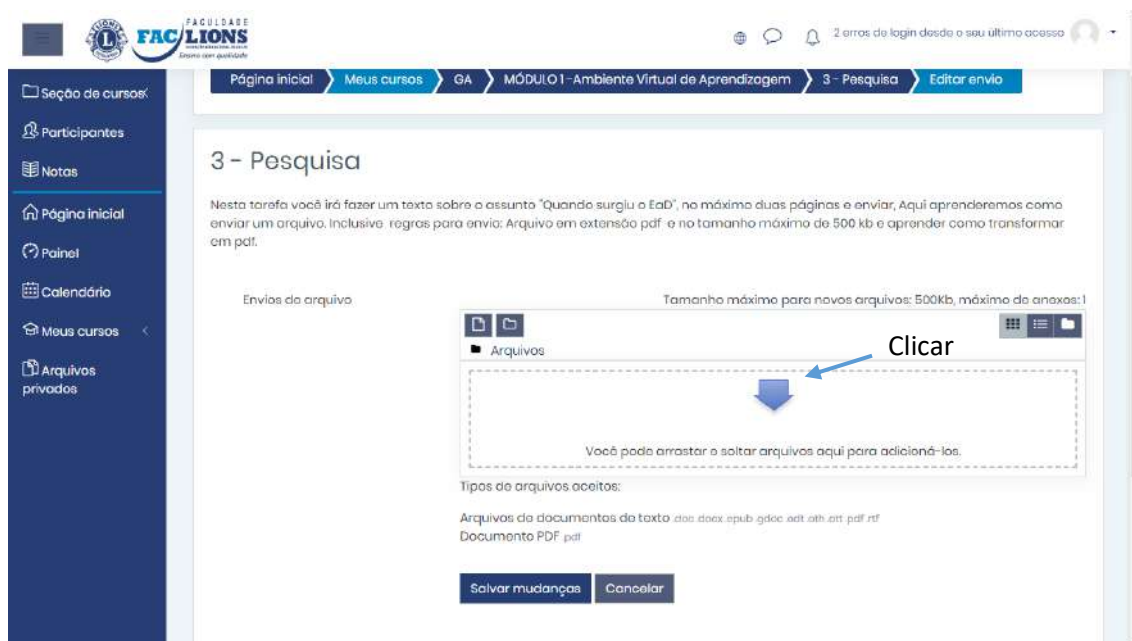 FACULDADE
FAC LIONS
Ensino com qualidade
2 erros de login desde o seu último acesso
Seção de cursos
Participantes
Notas
Página inicial
Painel
Calendário
Meus cursos
Arquivos
privados
Página inicial
Meus cursos
GA
MÓDULO 1 - Ambiente Virtual de Aprendizagem
3 - Pesquisa
Editar envio
3 - Pesquisa
Nesta tarefa você irá fazer um texto sobre o assunto "Quando surgiu o EaD", no máximo duas páginas e enviar, Aqui aprenderemos como
enviar um arquivo. Inclusive regras para envio: Arquivo em extensão pdf e no tamanho máximo de 500 kb e aprender como transformar
em pdf.
Envios de arquivo
Tamanho máximo para novos arquivos: 500Kb, máximo de anexos: 1
Arquivos
Clicar
Você pode arrastar e soltar arquivos aqui para adicioná-los.
Tipos de arquivos aceitos:
Arquivos de documentos de texto .doc .docx .epub .gdoc .odt .oth .ott .pdf .rtf
Documento PDF .pdf
Salvar mudanças
Cancelar